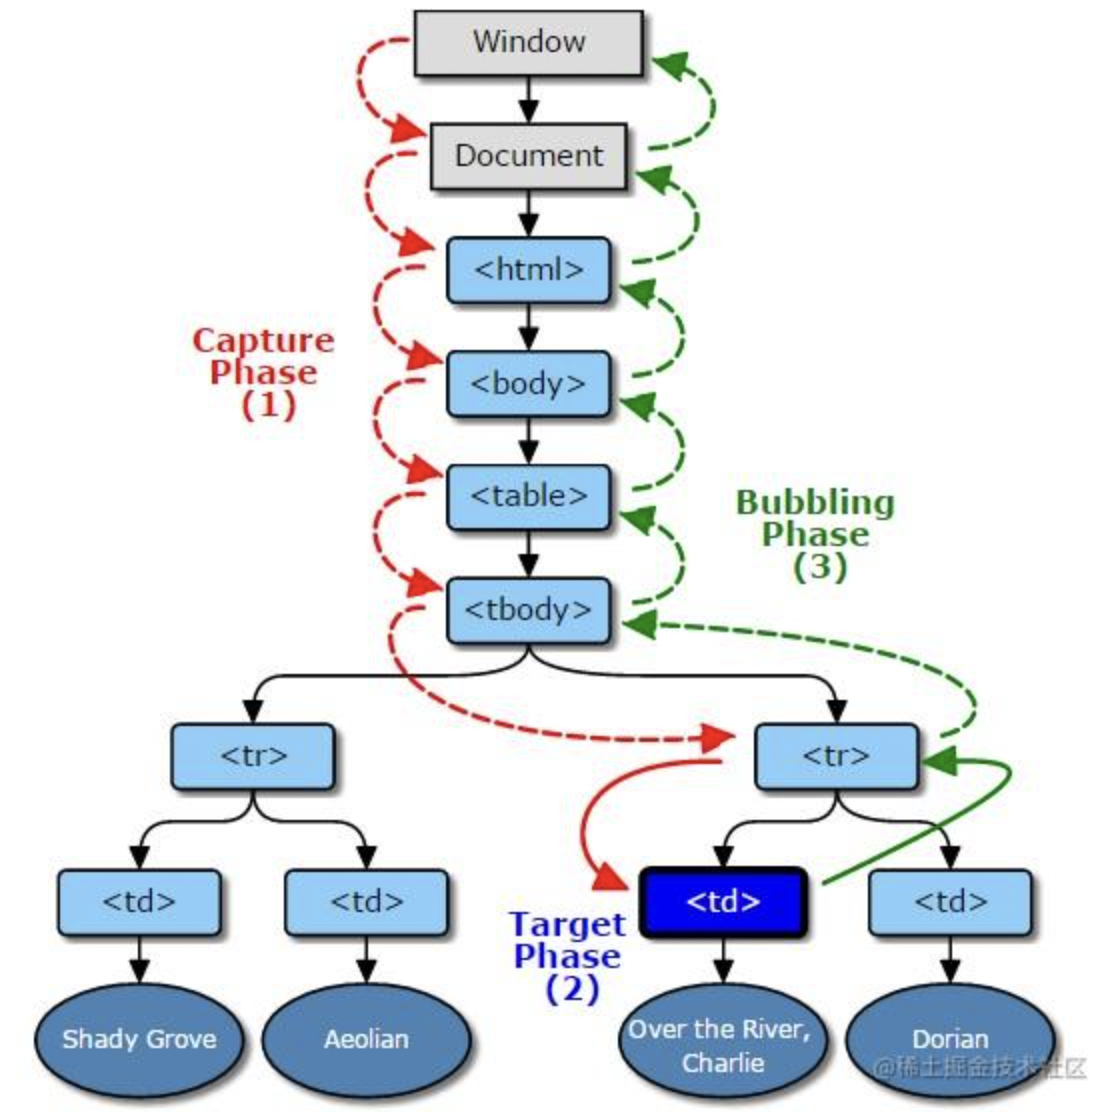 Window
Document
<html>
Capture
Phase
(1)
<body>
<table>
Bubbling
Phase
(3)
<tbody>
<tr>
<tr>
<td>
<td>
<td>
<td>
Target
Phase
(2)
Shady Grove
Aeolian
Over the River,
Charlie
Dorian
@稀土掘金技术社区